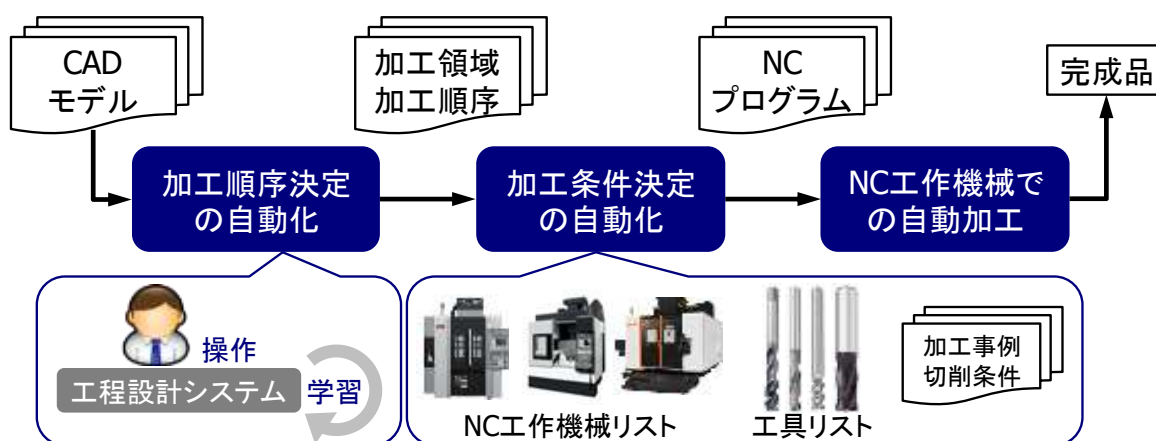 CAD
モデル
加工領域
加工順序
NC
プログラム
完成品
加工順序決定
の自動化
加工条件決定
の自動化
NC工作機械で
の自動加工
操作
工程設計システム
学習
NC工作機械リスト
工具リスト
加工事例
切削条件